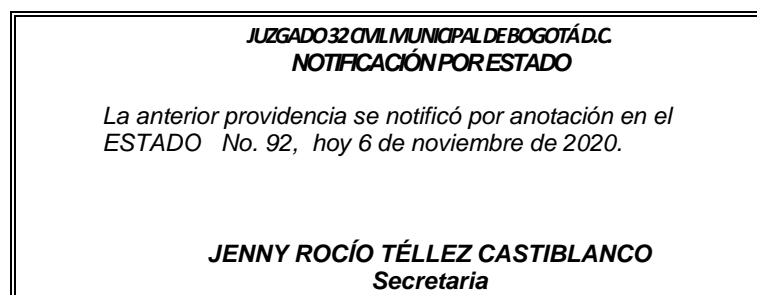 JUZGADO 32 CIVIL MUNICIPAL DE BOGOTÁ D.C.
NOTIFICACIÓN POR ESTADO
La anterior providencia se notificó por anotación en el
ESTADO No. 92, hoy 6 de noviembre de 2020.
JENNY ROCÍO TÉLLEZ CASTIBLANCO
Secretaria